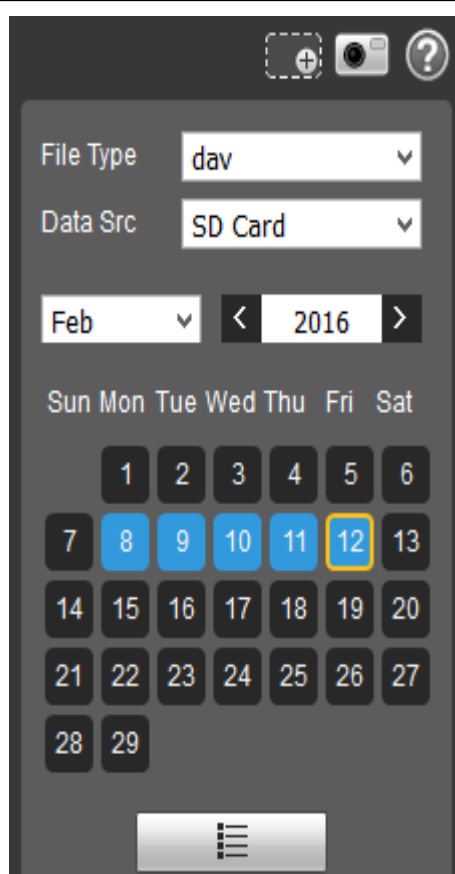 ?
File Type dav
Data Src SD Card
Feb < 2016 >
Sun Mon Tue Wed Thu Fri Sat
1 2 3 4 5 6
7 8 9 10 11 12 13
14 15 16 17 18 19 20
21 22 23 24 25 26 27
28 29